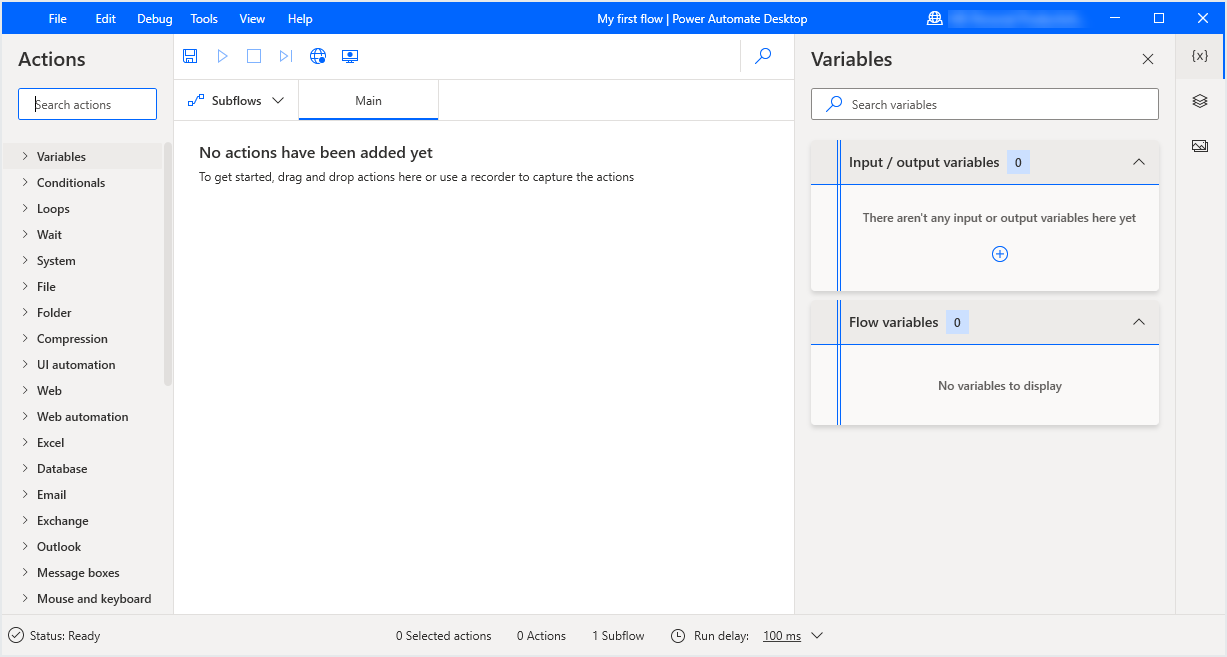 File Edit Debug Tools View Help
My first flow | Power Automate Desktop
Actions
Search actions
Variables
Conditionals
Loops
Wait
System
File
Folder
Compression
UI automation
Web
Web automation
Excel
Database
Email
Exchange
Outlook
Message boxes
Mouse and keyboard
Subflows
Main
No actions have been added yet
To get started, drag and drop actions here or use a recorder to capture the actions
Variables
{x}
Search variables
Input / output variables 0
There aren't any input or output variables here yet
Flow variables 0
No variables to display
Status: Ready
0 Selected actions
0 Actions
1 Subflow
Run delay: 100 ms